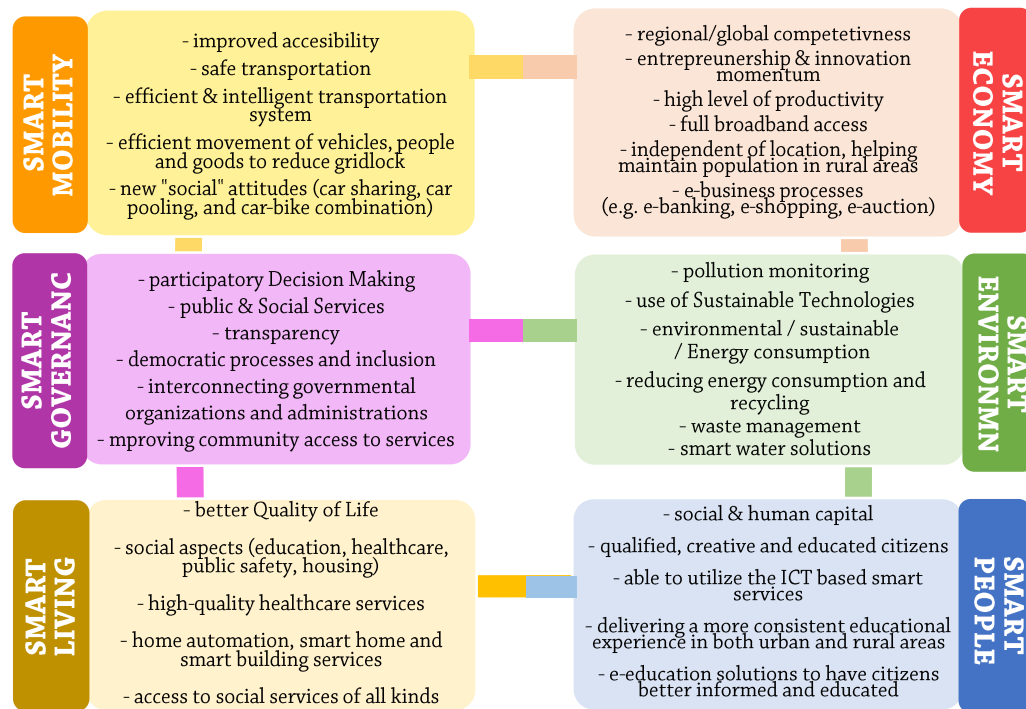 SMART
MOBILITY
- improved accesibility
- safe transportation
- efficient & intelligent transportation
system
- efficient movement of vehicles, people
and goods to reduce gridlock
- new "social" attitudes (car sharing, car
pooling, and car-bike combination)
SMART
ECONOMY
- regional/global competetivness
- entrepreunership & innovation
momentum
- high level of productivity
- full broadband access
- independent of location, helping
maintain population in rural areas
- e-business processes
(e.g. e-banking, e-shopping, e-auction)
SMART
GOVERNANC
- participatory Decision Making
- public & Social Services
- transparency
- democratic processes and inclusion
- interconnecting governmental
organizations and administrations
- mproving community access to services
SMART
ENVIRONMN
- pollution monitoring
- use of Sustainable Technologies
- environmental / sustainable
/ Energy consumption
- reducing energy consumption and
recycling
- waste management
- smart water solutions
SMART
LIVING
- better Quality of Life
- social aspects (education, healthcare,
public safety, housing)
- high-quality healthcare services
- home automation, smart home and
smart building services
- access to social services of all kinds
SMART
PEOPLE
- social & human capital
- qualified, creative and educated citizens
- able to utilize the ICT based smart
services
- delivering a more consistent educational
experience in both urban and rural areas
- e-education solutions to have citizens
better informed and educated